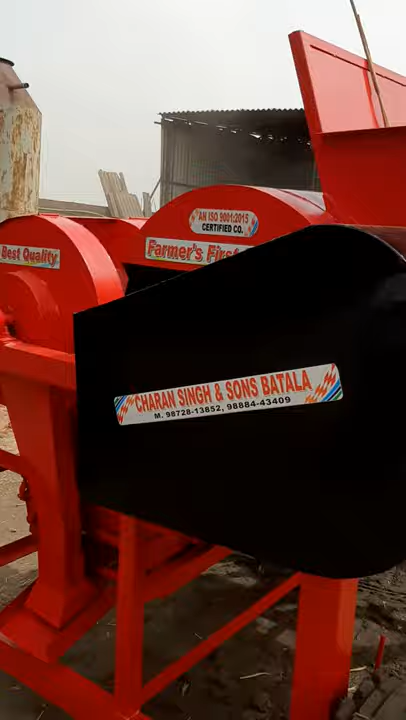 AN ISO 9001:2015
CERTIFIED CO.
Best Quality
Farmer's First
CHARAN SINGH & SONS BATALA
M. 98728-13852, 98884-43409